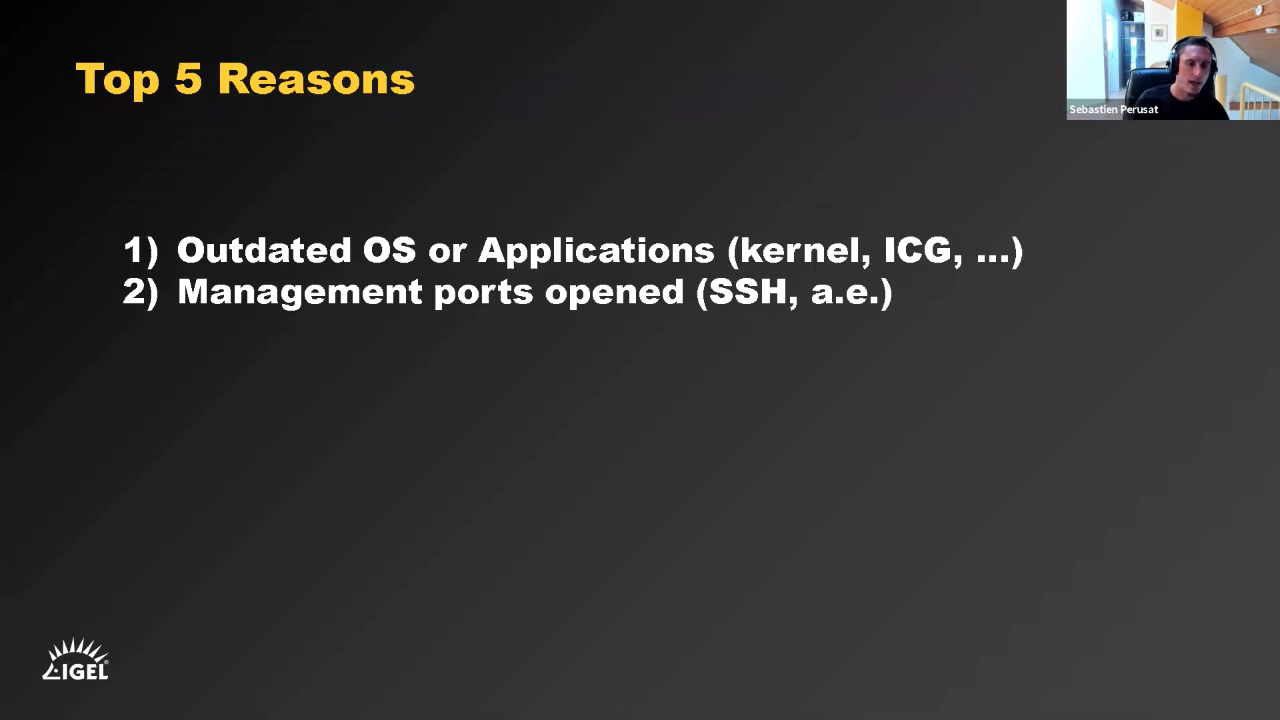 Top 5 Reasons
Sebastien Perusat
1) Outdated OS or Applications (kernel, ICG, ...)
2) Management ports opened (SSH, a.e.)
IGEL®